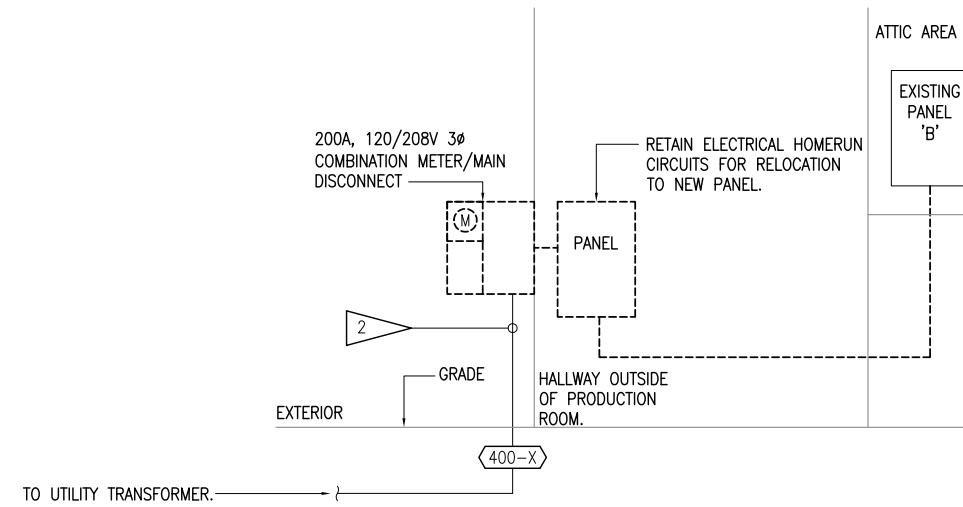 ATTIC AREA
EXISTING
PANEL
'B'
200A, 120/208V 3ø
COMBINATION METER/MAIN
DISCONNECT
RETAIN ELECTRICAL HOMERUN
CIRCUITS FOR RELOCATION
TO NEW PANEL.
M
PANEL
2
GRADE
HALLWAY OUTSIDE
OF PRODUCTION
ROOM.
EXTERIOR
400-X
TO UTILITY TRANSFORMER.